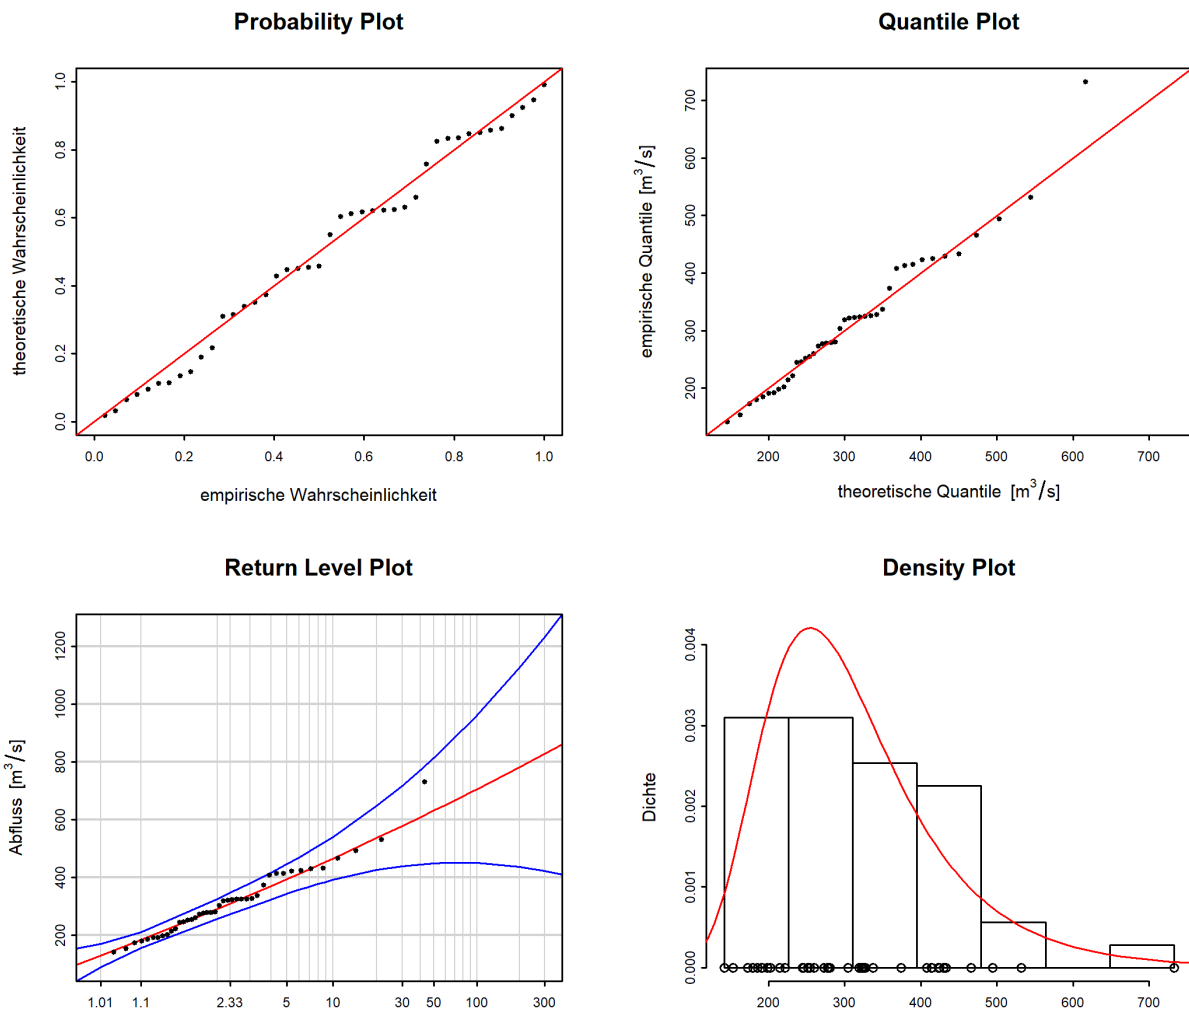 Probability Plot
theoretische Wahrscheinlichkeit
0.0 0.2 0.4 0.6 0.8 1.0
0.0 0.2 0.4 0.6 0.8 1.0
empirische Wahrscheinlichkeit
Quantile Plot
empirische Quantile [m³/s]
200 300 400 500 600 700
200 300 400 500 600 700
theoretische Quantile [m³/s]
Return Level Plot
Abfluss [m³/s]
200 400 600 800 1000 1200
1.01 1.1 2.33 5 10 30 50 100 300
Density Plot
Dichte
0.000 0.001 0.002 0.003 0.004
200 300 400 500 600 700